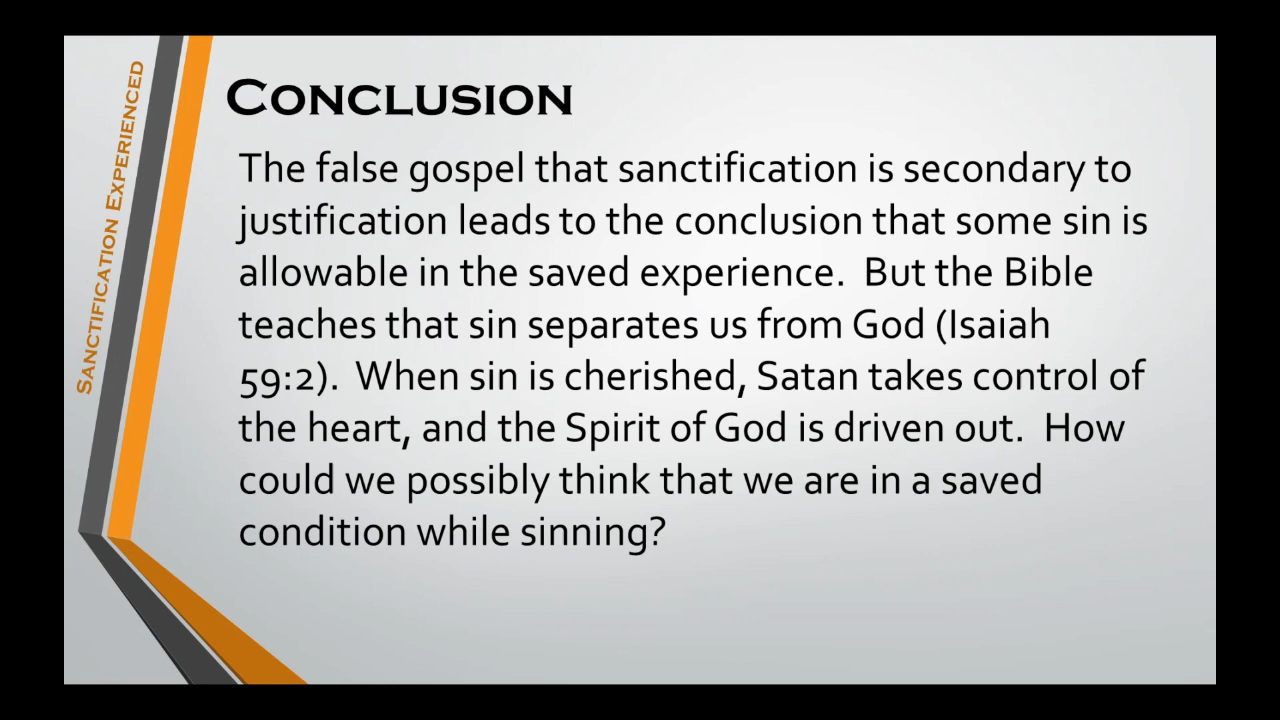 Sanctification Experienced
Conclusion
The false gospel that sanctification is secondary to
justification leads to the conclusion that some sin is
allowable in the saved experience.  But the Bible
teaches that sin separates us from God (Isaiah
59:2).  When sin is cherished, Satan takes control of
the heart, and the Spirit of God is driven out.  How
could we possibly think that we are in a saved
condition while sinning?